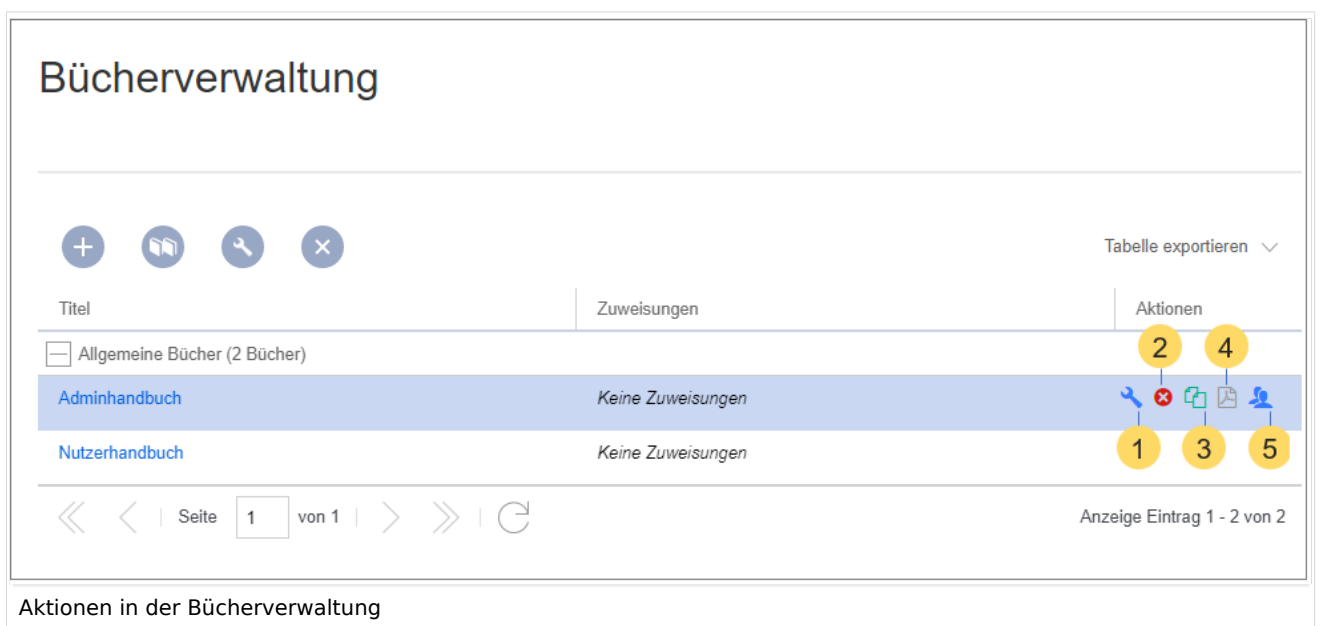 Bücherverwaltung
Tabelle exportieren
Titel Zuweisungen Aktionen
2 4
Allgemeine Bücher (2 Bücher)
Adminhandbuch Keine Zuweisungen
Nutzerhandbuch Keine Zuweisungen 1 3 5
Seite 1 von 1 Anzeige Eintrag 1 - 2 von 2
Aktionen in der Bücherverwaltung